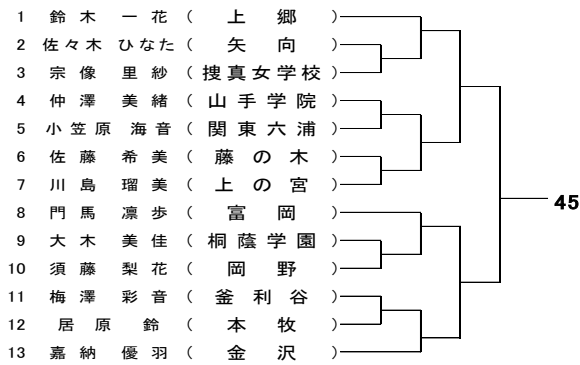 1 鈴木 一花 ( 上郷 )
2 佐々木 ひなた ( 矢向 )
3 宗像 里紗 ( 捜真女学校 )
4 仲澤 美緒 ( 山手学院 )
5 小笠原 海音 ( 関東六浦 )
6 佐藤 希美 ( 藤の木 )
7 川島 瑠美 ( 上の宮 )
8 門馬 凛歩 ( 富岡 )
9 大木 美佳 ( 桐蔭学園 )
10 須藤 梨花 ( 岡野 )
11 梅澤 彩音 ( 釜利谷 )
12 居原 鈴 ( 本牧 )
13 嘉納 優羽 ( 金沢 )
45